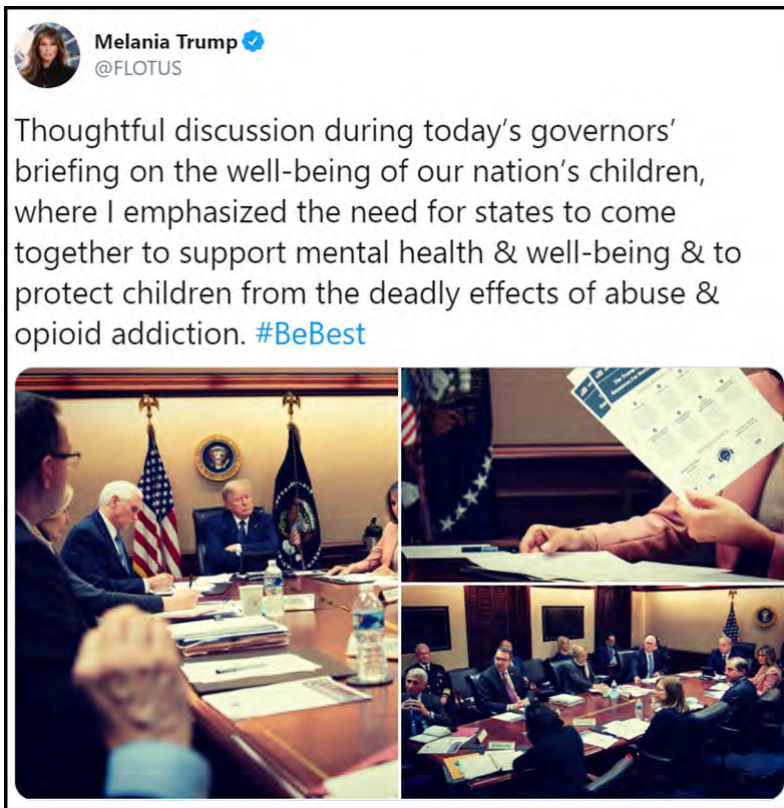 Melania Trump
@FLOTUS
Thoughtful discussion during today's governors'
briefing on the well-being of our nation's children,
where I emphasized the need for states to come
together to support mental health & well-being & to
protect children from the deadly effects of abuse &
opioid addiction. #BeBest